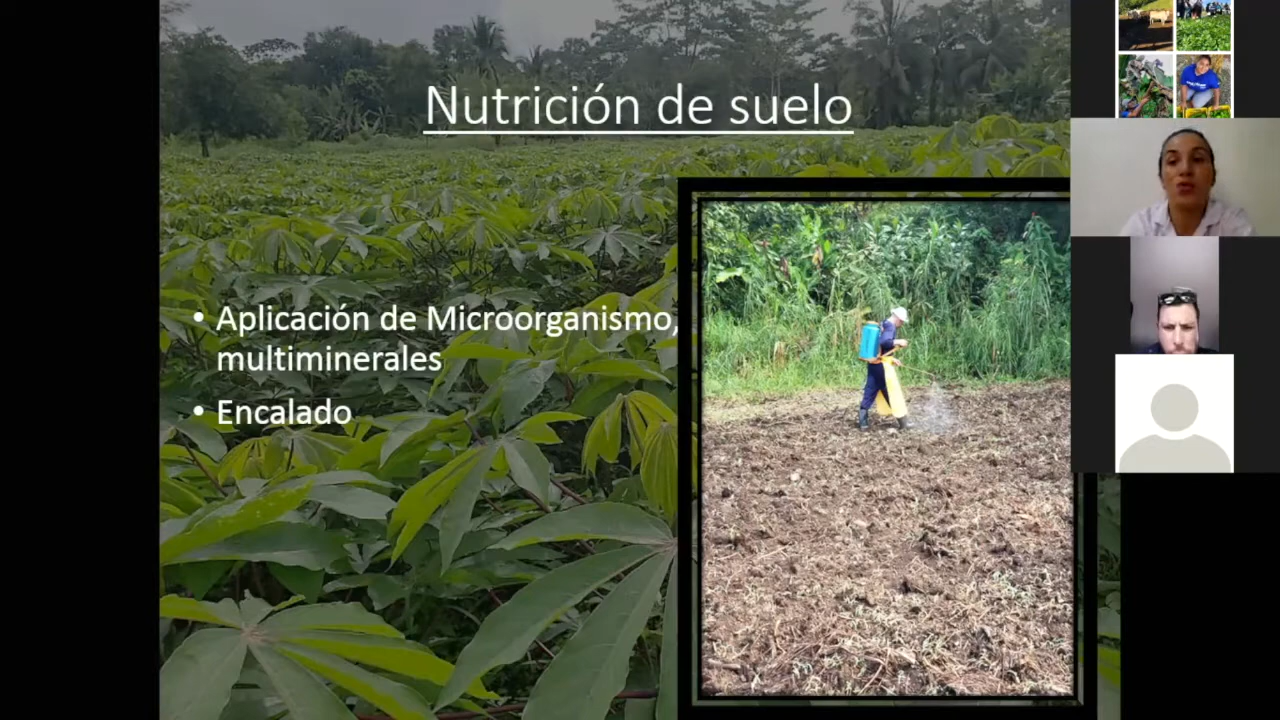 Nutrición de suelo
• Aplicación de Microorganismo,
multiminerales
• Encalado